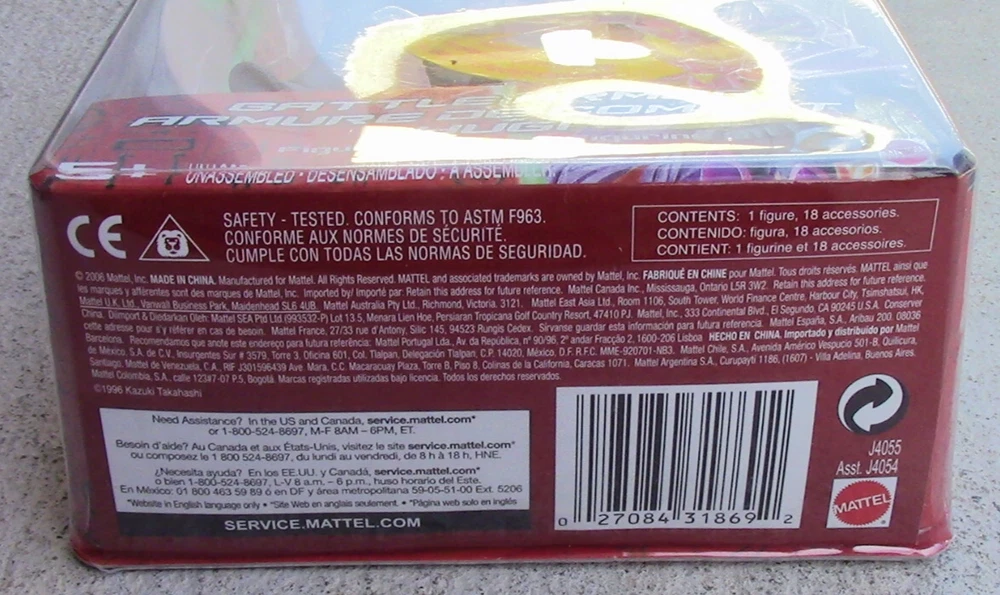 BATTLE
ARMURE DE COMBAT
Figu
5+
UNASSEMBLED • DESENSAMBLADO • A ASSEMBLER
CE
SAFETY - TESTED. CONFORMS TO ASTM F963.
CONFORME AUX NORMES DE SÉCURITÉ.
CUMPLE CON TODAS LAS NORMAS DE SEGURIDAD.
CONTENTS: 1 figure, 18 accessories.
CONTENIDO: figura, 18 accesorios.
CONTIENT: 1 figurine et 18 accessoires.
© 2006 Mattel, Inc. MADE IN CHINA. Manufactured for Mattel. All Rights Reserved. MATTEL and associated trademarks are owned by Mattel, Inc. FABRIQUÉ EN CHINE pour Mattel. Tous droits réservés. MATTEL ainsi que
les marques y afférentes sont des marques de Mattel, Inc. Imported by/ Importé par: Retain this address for future reference. Mattel Canada Inc., Mississauga, Ontario L5R 3W2. Retain this address for future reference.
Mattel U.K. Ltd., Vanwall Business Park, Maidenhead SL6 4UB. Mattel Australia Pty Ltd., Richmond, Victoria. 3121. Mattel East Asia Ltd., Room 1106, South Tower, World Finance Centre, Harbour City, Tsimshatsui, HK,
China. Diimport & Diedarkan Oleh: Mattel SEA Ptd Ltd (993532-P) Lot 13.5, Menara Lien Hoe, Persiaran Tropicana Golf Country Resort, 47410 PJ. Mattel, Inc., 333 Continental Blvd., El Segundo, CA 90245 U.S.A. Conserver
cette adresse pour s'y référer en cas de besoin. Mattel France, 27/33 rue d'Antony, Silic 145, 94523 Rungis Cedex. Sírvanse guardar esta información para futura referencia. Mattel España, S.A. Aribau 200. 08036
Barcelona. Recomendamos que anote este endereço para futura referência: Mattel Portugal Lda., Av. da República, nº 90/96, 2º andar Fracção 2, 1600-206 Lisboa HECHO EN CHINA. Importado y distribuido por Mattel
de México, S.A. de C.V., Insurgentes Sur # 3579, Torre 3, Oficina 601, Col. Tlalpan, Delegación Tlalpan, C.P. 14020, México, D.F. R.F.C. MME-920701-NB3. Mattel Chile, S.A., Avenida Américo Vespucio 501-B, Quilicura,
Santiago. Mattel de Venezuela, C.A., RIF J301596439 Ave. Mara, C.C. Macaracuay Plaza, Torre B, Piso 8, Colinas de la California, Caracas 1071. Mattel Argentina S.A., Curupaytí 1186, (1607) - Villa Adelina, Buenos Aires.
Mattel Colombia, S.A., calle 123#7-07 P.5, Bogotá. Marcas registradas utilizadas bajo licencia. Todos los derechos reservados.
©1996 Kazuki Takahashi
Need Assistance? In the US and Canada, service.mattel.com*
or 1-800-524-8697, M-F 8AM – 6PM, ET.
Besoin d'aide? Au Canada et aux États-Unis, visitez le site service.mattel.com*
ou composez le 1 800 524-8697, du lundi au vendredi, de 8 h à 18 h, HNE.
¿Necesita ayuda? En los EE.UU. y Canadá, service.mattel.com*
o bien 1-800-524-8697, L-V 8 a.m. – 6 p.m., huso horario del Este.
En México: 01 800 463 59 89 ó en DF y área metropolitana 59-05-51-00 Ext. 5206
*Website in English language only • *Site Web en anglais seulement. • *Página web solo en inglés
SERVICE.MATTEL.COM
0 27084 31869 2
J4055
Asst. J4054
MATTEL